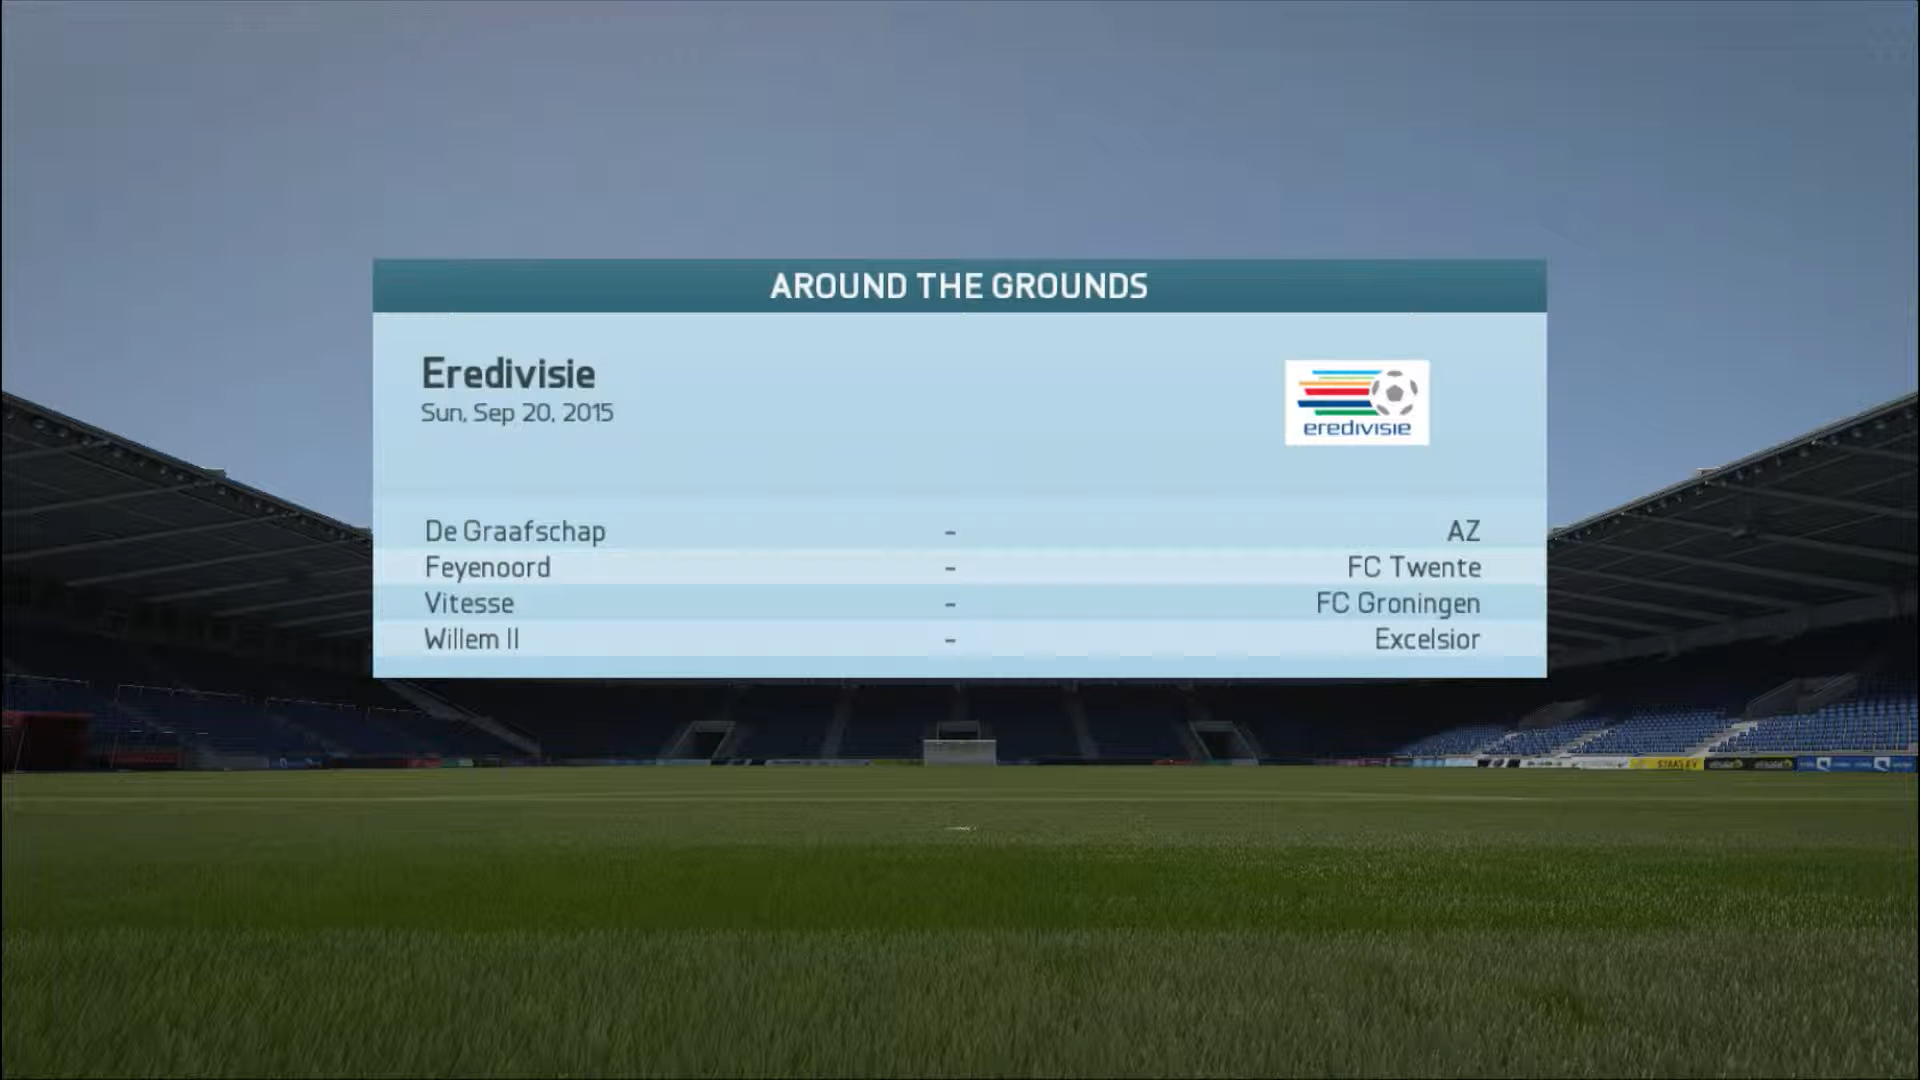 AROUND THE GROUNDS
Eredivisie
Sun, Sep 20, 2015
eredivisie
De Graafschap - AZ
Feyenoord - FC Twente
Vitesse - FC Groningen
Willem II - Excelsior